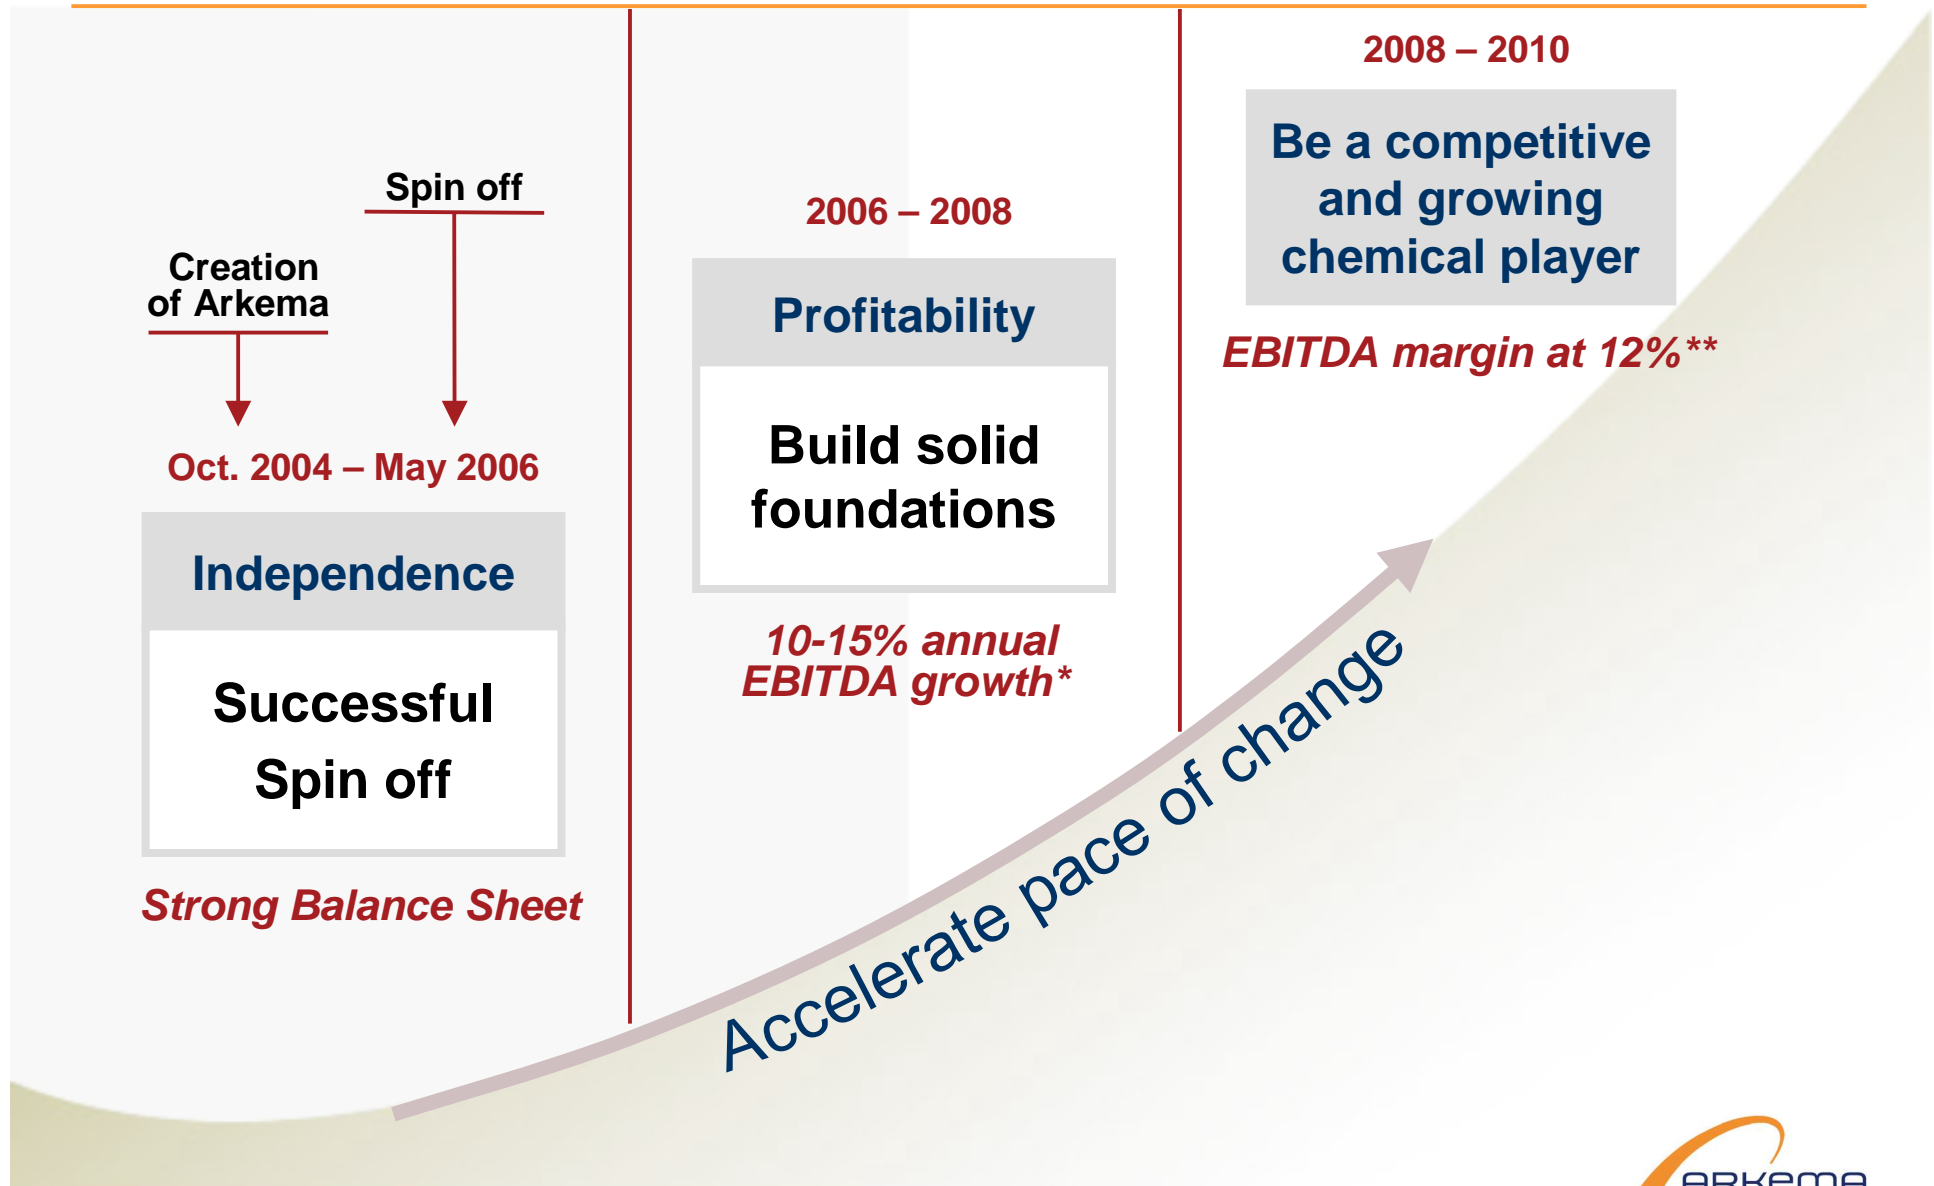 Creation
of Arkema
Spin off
Oct. 2004 – May 2006
Independence
Successful
Spin off
Strong Balance Sheet
2006 – 2008
Profitability
Build solid
foundations
10-15% annual
EBITDA growth*
2008 – 2010
Be a competitive
and growing
chemical player
EBITDA margin at 12%**
Accelerate pace of change
ARKEMA